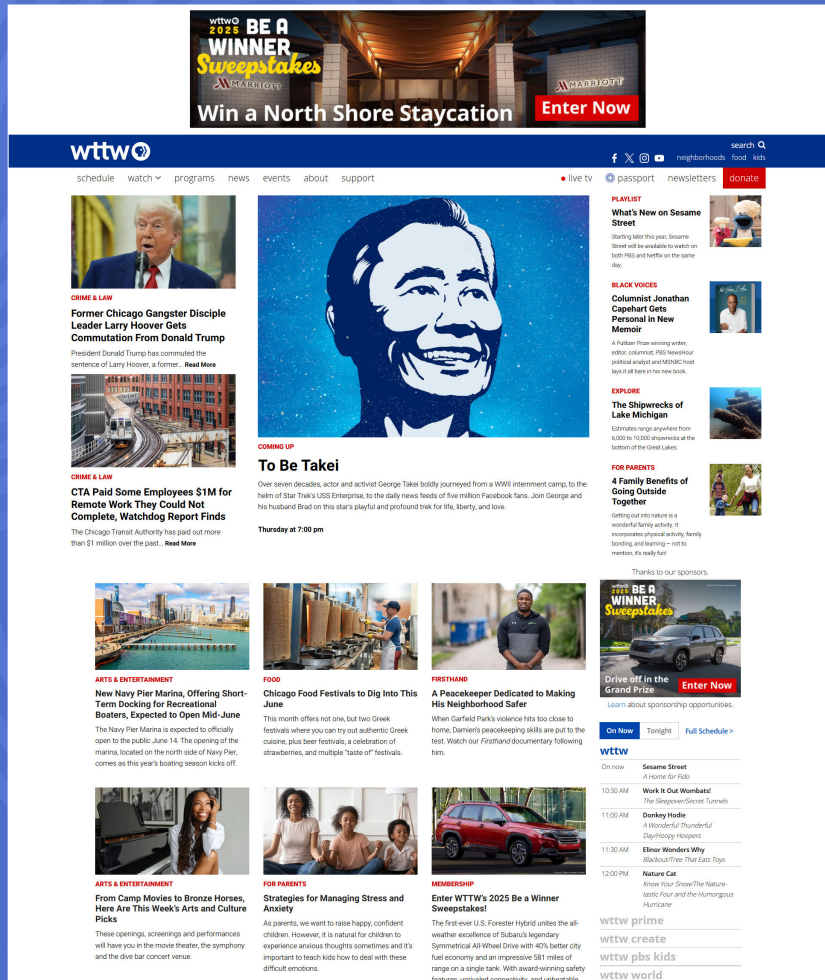 wttw
2025 BE A
WINNER
Sweepstakes
MARRIOTT
MARRIOTT
Win a North Shore Staycation
Enter Now
wttw
search
neighborhoods food kids
schedule watch programs news events about support
live tv passport newsletters donate
CRIME & LAW
Former Chicago Gangster Disciple
Leader Larry Hoover Gets
Commutation From Donald Trump
President Donald Trump has commuted the
sentence of Larry Hoover, a former... Read More
CRIME & LAW
CTA Paid Some Employees $1M for
Remote Work They Could Not
Complete, Watchdog Report Finds
The Chicago Transit Authority has paid out more
than $1 million over the past... Read More
COMING UP
To Be Takei
Over seven decades, actor and activist George Takei boldly journeyed from a WWII internment camp, to the
helm of Star Trek's USS Enterprise, to the daily news feeds of five million Facebook fans. Join George and
his husband Brad on this star's playful and profound trek for life, liberty, and love.
Thursday at 7:00 pm
PLAYLIST
What's New on Sesame
Street
Starting later this year, Sesame
Street will be available to watch on
both PBS and Netflix on the same
day.
BLACK VOICES
Columnist Jonathan
Capehart Gets
Personal in New
Memoir
A Pulitzer Prize winning writer,
editor, columnist, PBS NewsHour
political analyst and MSNBC host
lays it all bare in his new book.
EXPLORE
The Shipwrecks of
Lake Michigan
Estimates range anywhere from
6,000 to 10,000 shipwrecks at the
bottom of the Great Lakes.
FOR PARENTS
4 Family Benefits of
Going Outside
Together
Getting out into nature is a
wonderful family activity. It
incorporates physical activity, family
bonding, and learning — not to
mention, it's really fun!
Thanks to our sponsors.
wttw
2025 BE A
WINNER
Sweepstakes
Drive off in the
Grand Prize
Enter Now
Learn about sponsorship opportunities.
ARTS & ENTERTAINMENT
New Navy Pier Marina, Offering Short-
Term Docking for Recreational
Boaters, Expected to Open Mid-June
The Navy Pier Marina is expected to officially
open to the public June 14. The opening of the
marina, located on the north side of Navy Pier,
comes as this year's boating season kicks off.
FOOD
Chicago Food Festivals to Dig Into This
June
This month offers not one, but two Greek
festivals where you can try out authentic Greek
cuisine, plus beer festivals, a celebration of
strawberries, and multiple "taste of" festivals.
FIRSTHAND
A Peacekeeper Dedicated to Making
His Neighborhood Safer
When Garfield Park's violence hits too close to
home, Damien's peacekeeping skills are put to the
test. Watch our Firsthand documentary following
him.
ARTS & ENTERTAINMENT
From Camp Movies to Bronze Horses,
Here Are This Week's Arts and Culture
Picks
These openings, screenings and performances
will have you in the movie theater, the symphony
and the dive bar concert venue.
FOR PARENTS
Strategies for Managing Stress and
Anxiety
As parents, we want to raise happy, confident
children. However, it is natural for children to
experience anxious thoughts sometimes and it's
important to teach kids how to deal with these
difficult emotions.
MEMBERSHIP
Enter WTTW's 2025 Be a Winner
Sweepstakes!
The first-ever U.S. Forester Hybrid unites the all-
weather excellence of Subaru's legendary
Symmetrical All-Wheel Drive with 40% better city
fuel economy and an impressive 581 miles of
range on a single tank. With award-winning safety
features, unrivaled connectivity, and unbeatable
On Now Tonight Full Schedule >
wttw
On now Sesame Street
A Home for Fido
10:30 AM Work It Out Wombats!
The Sleepover/Secret Tunnels
11:00 AM Donkey Hodie
A Wonderful Thunderful
Day/Hoopy Hoopers
11:30 AM Elinor Wonders Why
Blackout/Tree That Eats Toys
12:00 PM Nature Cat
Know Your Snow/The Nature-
tastic Four and the Humongous
Hurricane
wttw prime
wttw create
wttw pbs kids
wttw world